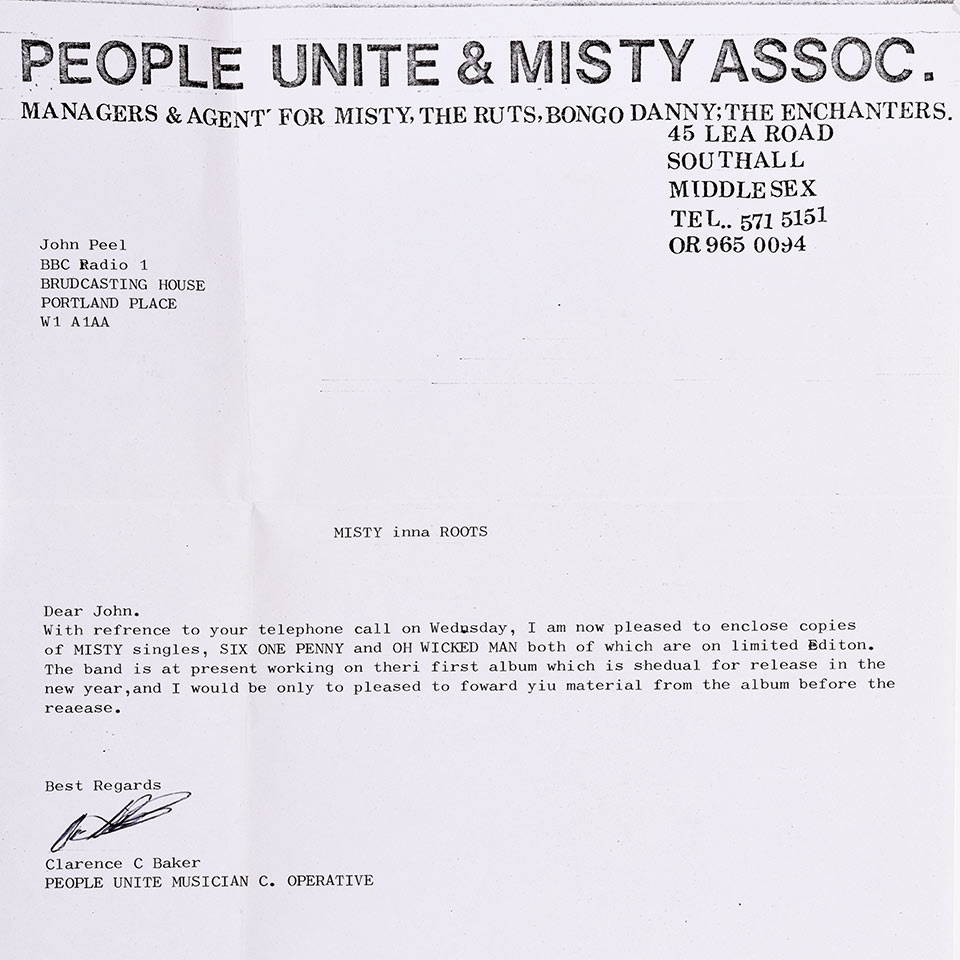 PEOPLE UNITE & MISTY ASSOC.
MANAGERS & AGENT' FOR MISTY, THE RUTS, BONGO DANNY; THE ENCHANTERS.
45 LEA ROAD
SOUTHALL
MIDDLESEX
TEL.. 571 5151
OR 965 0094
John Peel
BBC Radio 1
BRUDCASTING HOUSE
PORTLAND PLACE
W1 A1AA
MISTY inna ROOTS
Dear John.
With refrence to your telephone call on Wednsday, I am now pleased to enclose copies
of MISTY singles, SIX ONE PENNY and OH WICKED MAN both of which are on limited Editon.
The band is at present working on theri first album which is shedual for release in the
new year,and I would be only to pleased to foward yiu material from the album before the
reaease.
Best Regards
Clarence C Baker
PEOPLE UNITE MUSICIAN C. OPERATIVE